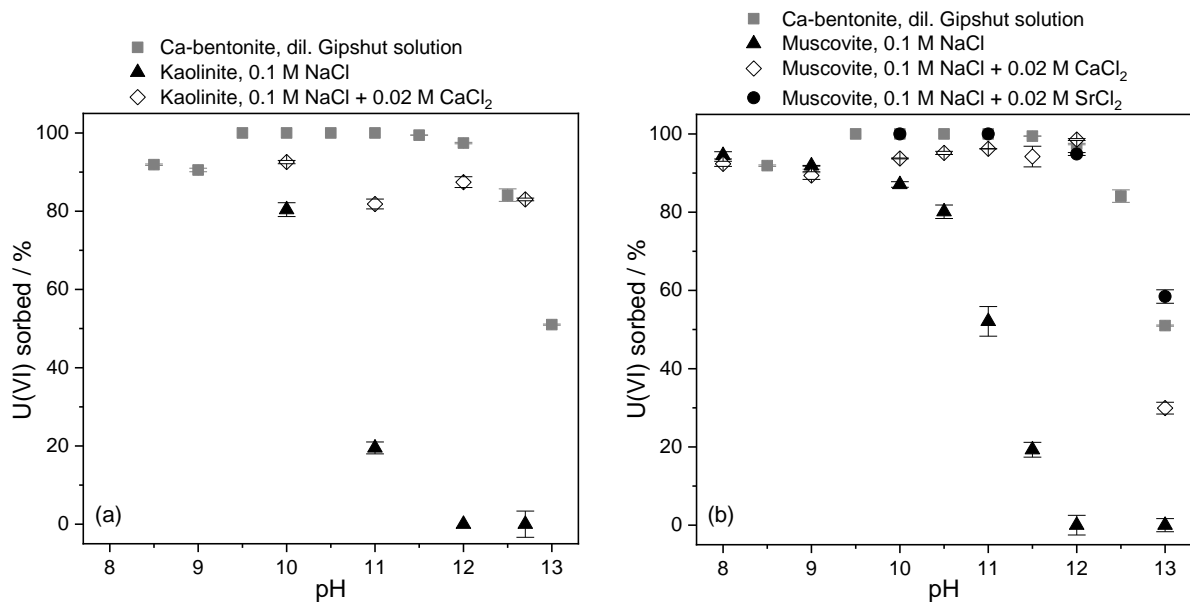 Ca-bentonite, dil. Gipshut solution
Kaolinite, 0.1 M NaCl
Kaolinite, 0.1 M NaCl + 0.02 M CaCl₂
100
80
60
40
20
0
U(VI) sorbed / %
(a)
8 9 10 11 12 13
pH
Ca-bentonite, dil. Gipshut solution
Muscovite, 0.1 M NaCl
Muscovite, 0.1 M NaCl + 0.02 M CaCl₂
Muscovite, 0.1 M NaCl + 0.02 M SrCl₂
100
80
60
40
20
0
U(VI) sorbed / %
(b)
8 9 10 11 12 13
pH